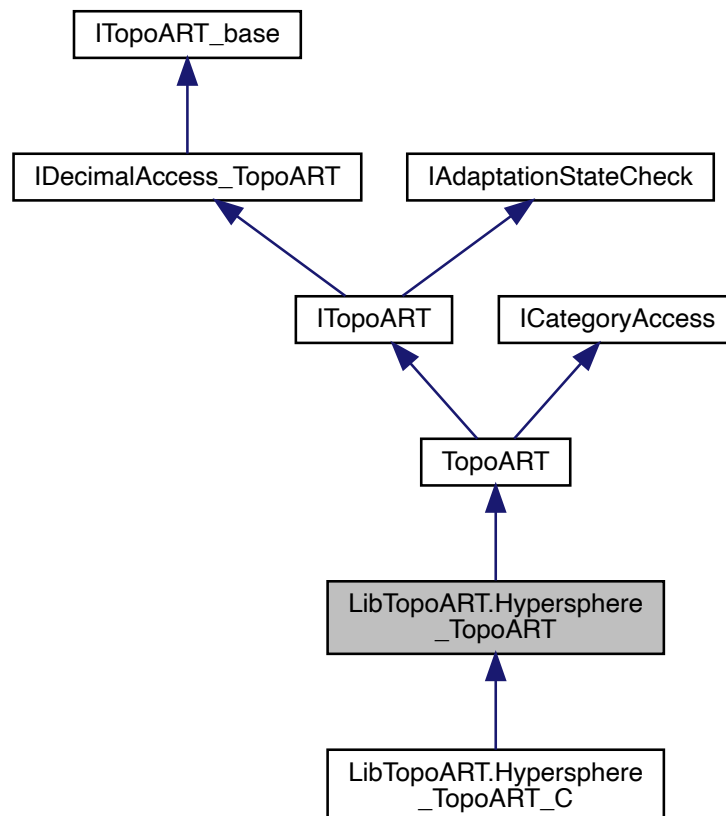 ITopoART_base
IDecimalAccess_TopoART
IAdaptationStateCheck
ITopoART
ICategoryAccess
TopoART
LibTopoART.Hypersphere
_TopoART
LibTopoART.Hypersphere
_TopoART_C